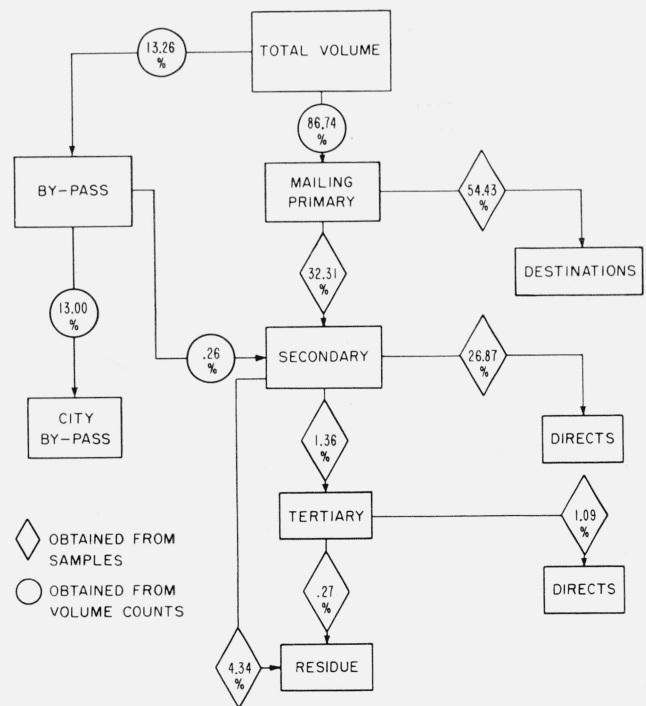 TOTAL VOLUME
13.26
%
86.74
%
BY-PASS
MAILING
PRIMARY
54.43
%
DESTINATIONS
32.31
%
13.00
%
.26
%
SECONDARY
26.87
%
CITY
BY-PASS
DIRECTS
1.36
%
TERTIARY
1.09
%
DIRECTS
OBTAINED FROM
SAMPLES
OBTAINED FROM
VOLUME COUNTS
.27
%
4.34
%
RESIDUE